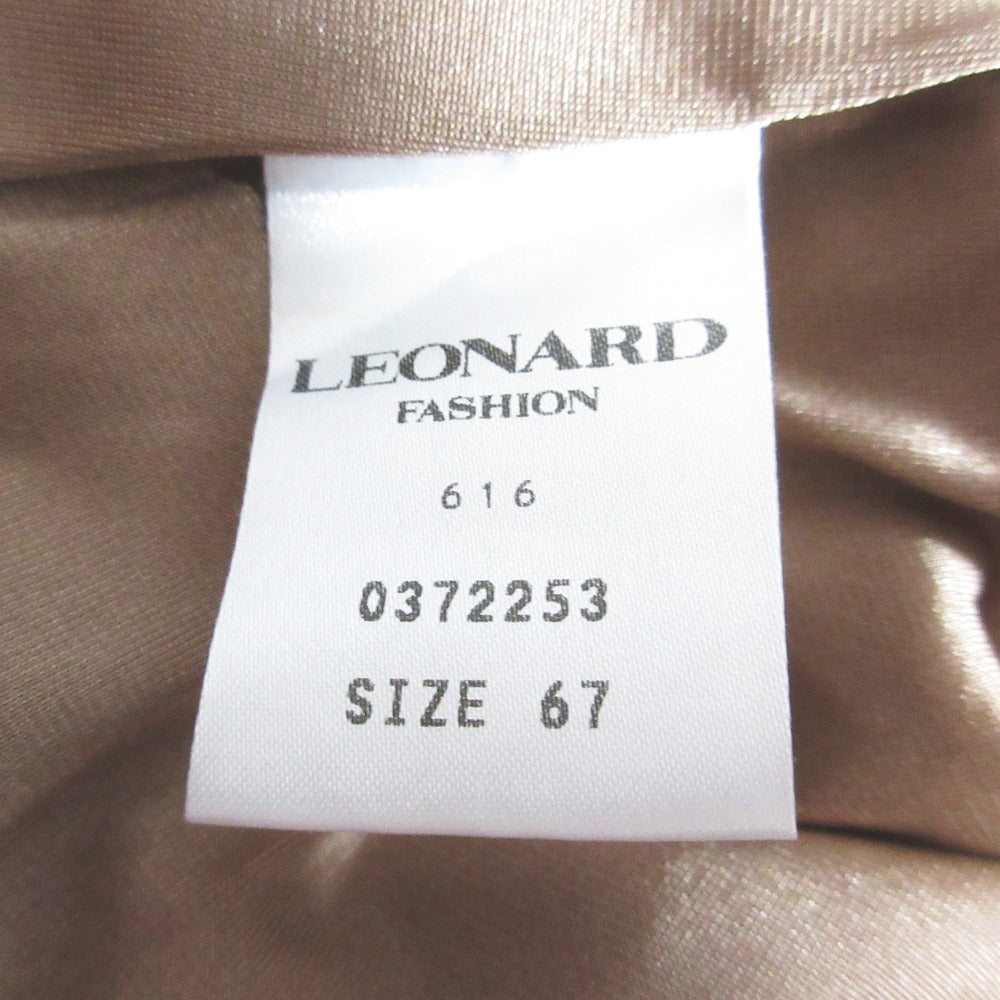 LEONARD
FASHION
616
0372253
SIZE 67